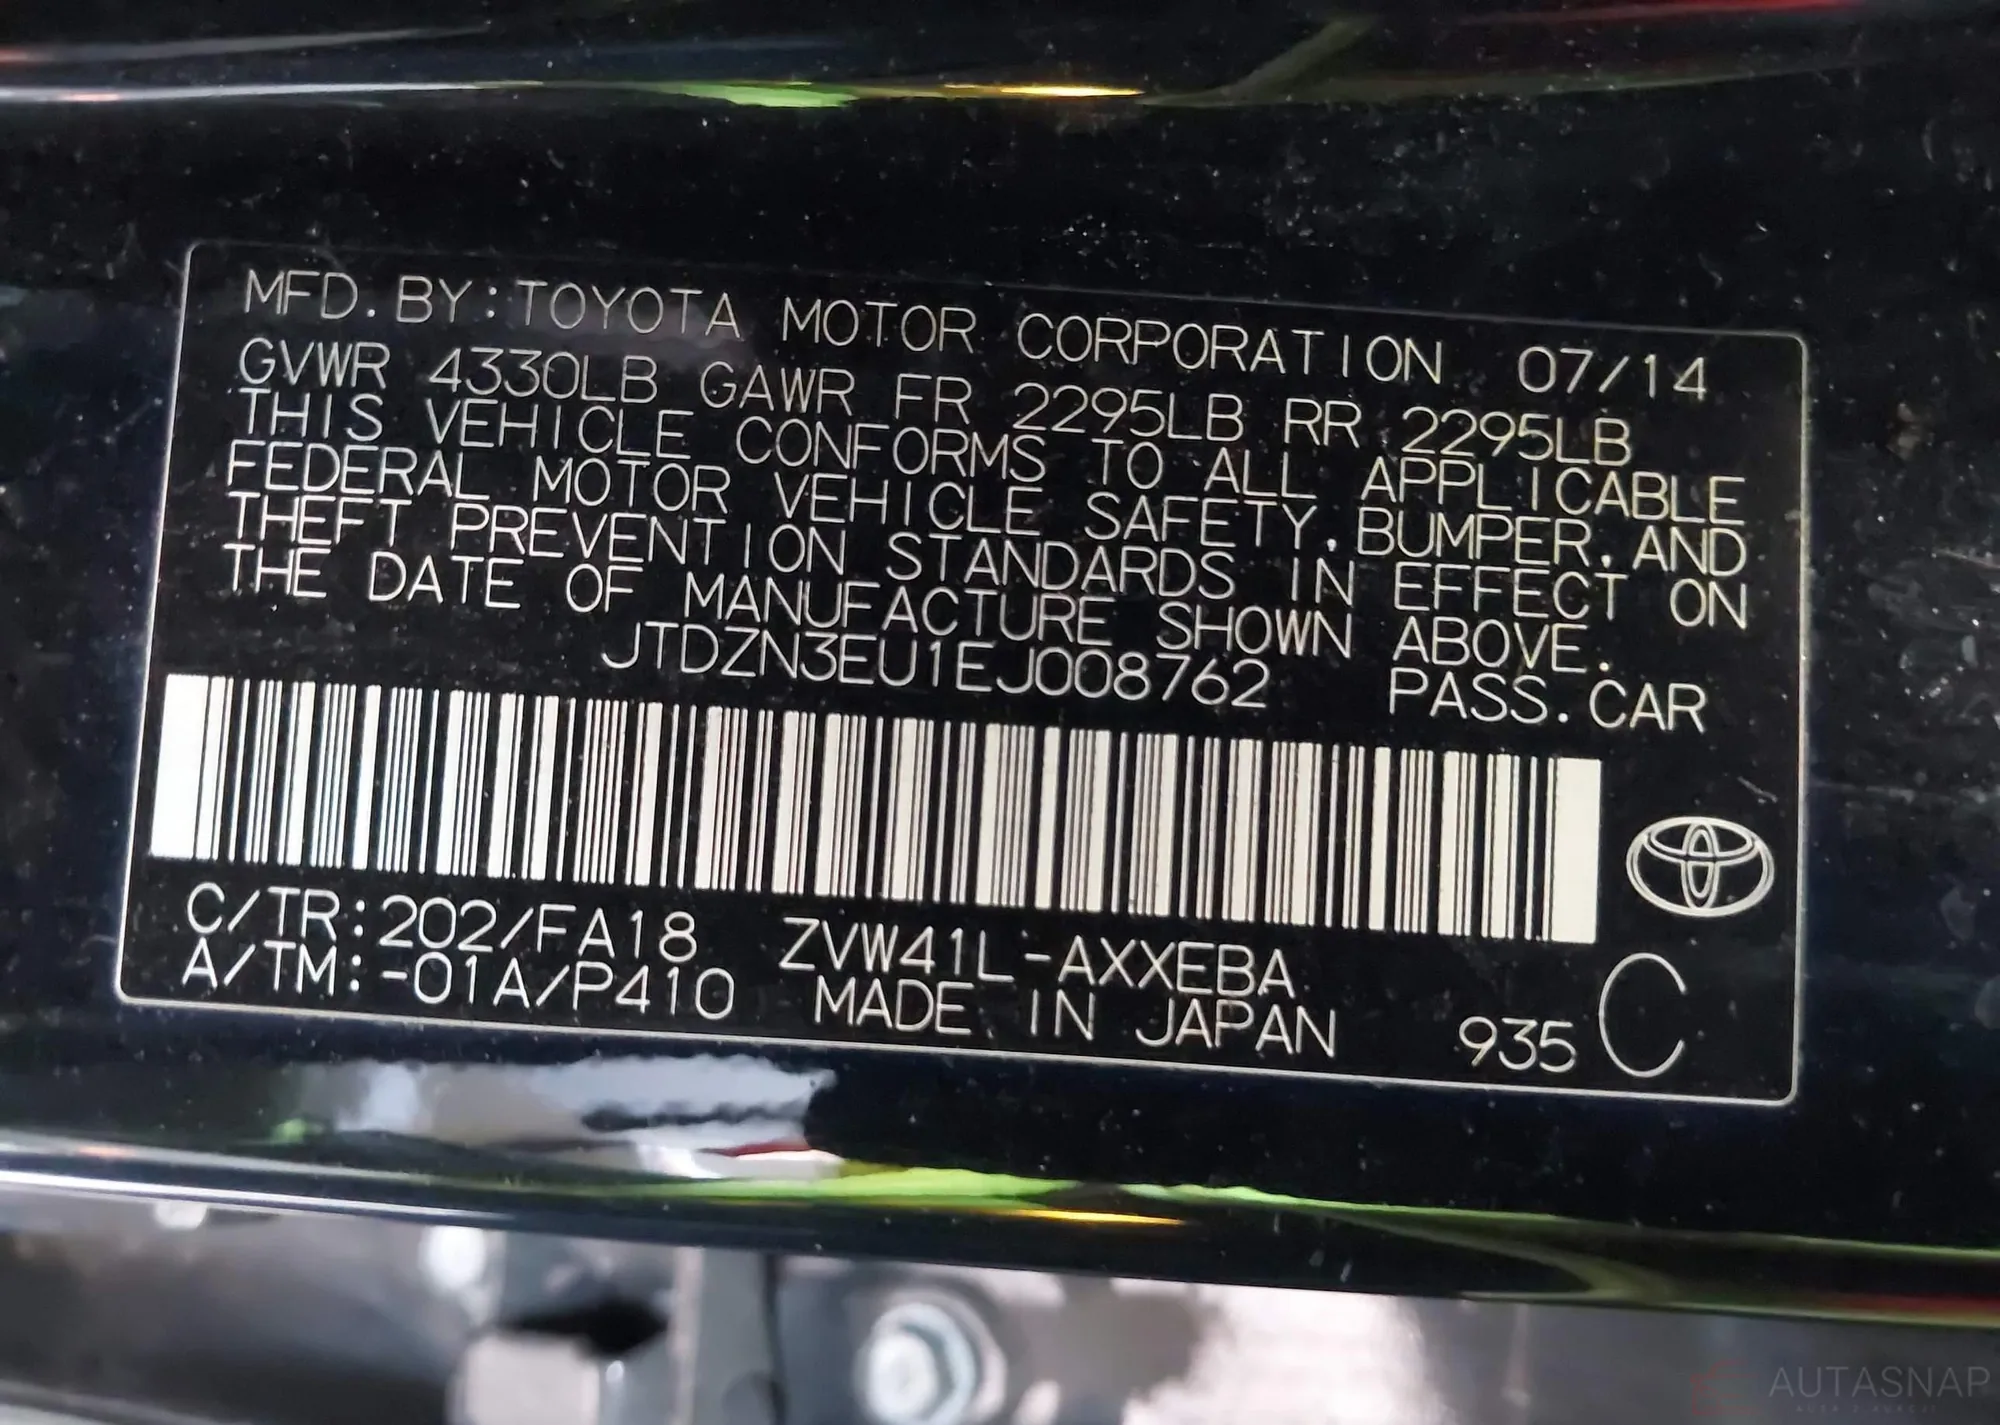 MFD. BY:TOYOTA MOTOR CORPORATION 07/14
GVWR 4330LB GAWR FR 2295LB RR 2295LB
THIS VEHICLE CONFORMS TO ALL APPLICABLE
FEDERAL MOTOR VEHICLE SAFETY, BUMPER, AND
THEFT PREVENTION STANDARDS IN EFFECT ON
THE DATE OF MANUFACTURE SHOWN ABOVE.
JTDZN3EU1EJ008762 PASS. CAR
C/TR:202/FA18 ZVW41L-AXXEBA
A/TM:-01A/P410 MADE IN JAPAN 935 C
AUTASNAP